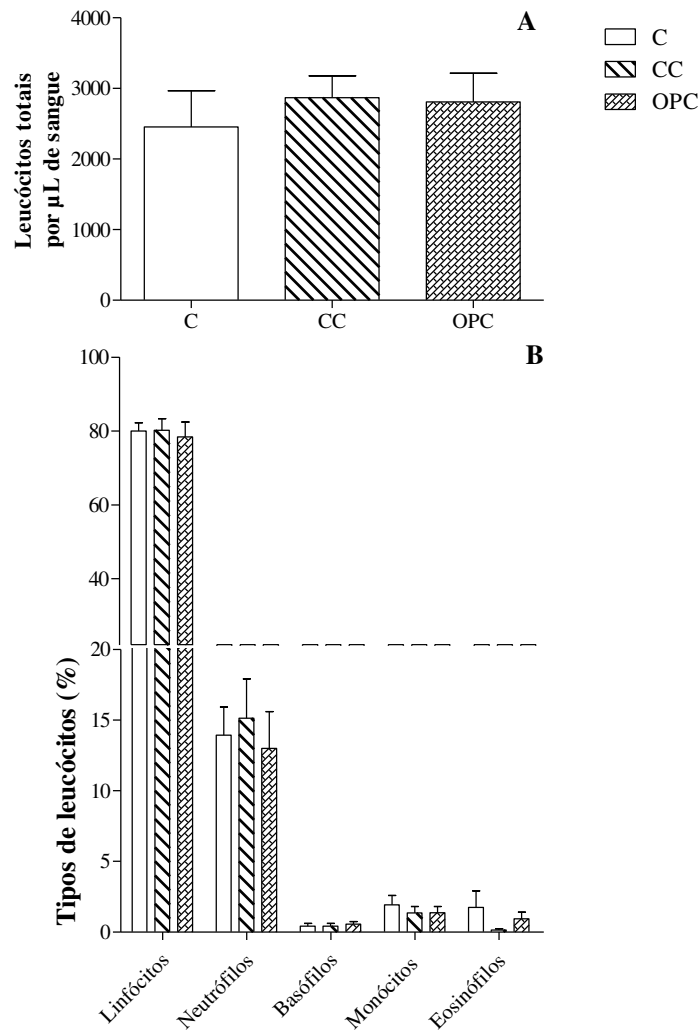 A
C
CC
OPC
Leucócitos totais
por µL de sangue
4000
3000
2000
1000
0
C CC OPC
B
Tipos de leucócitos (%)
100
80
60
40
20
15
10
5
0
Linfócitos
Neutrófilos
Basófilos
Monócitos
Eosinófilos